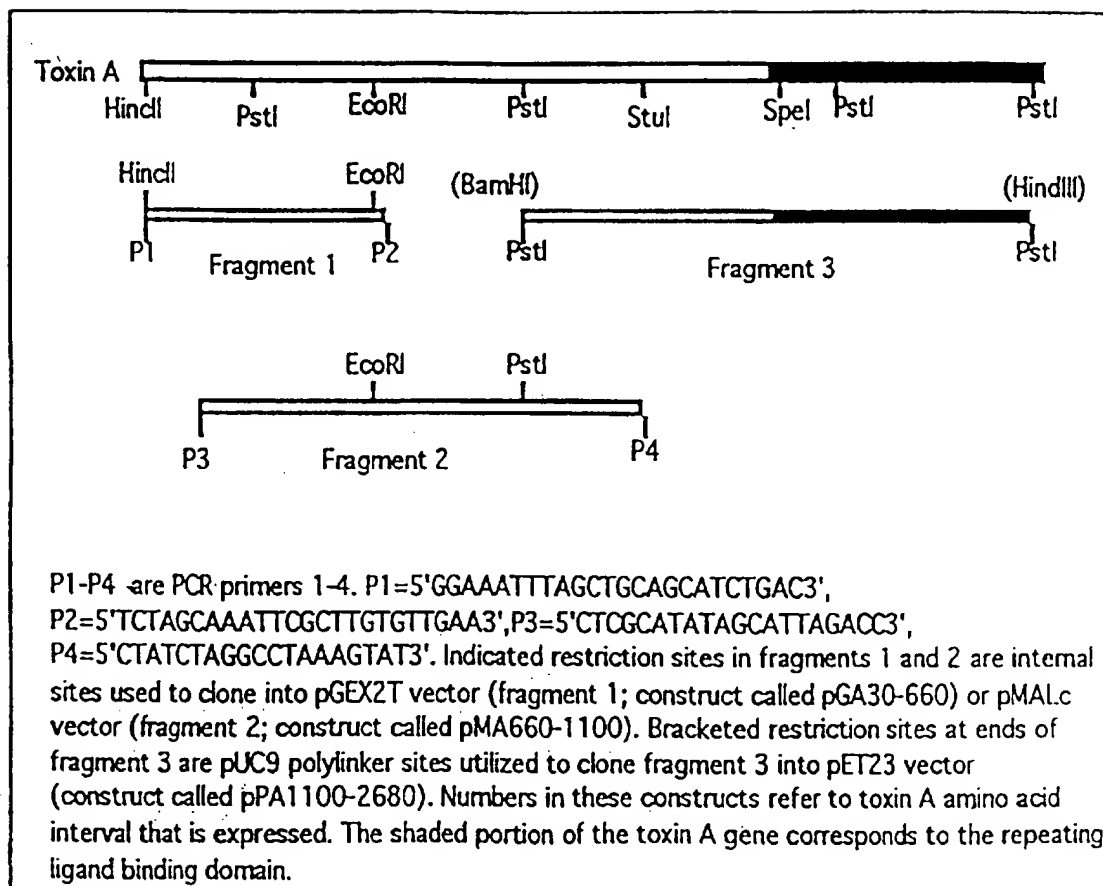 Toxin A
HincII PstI EcoRI PstI StuI SpeI PstI PstI
HincII EcoRI (BamHI) (HindIII)
P1 Fragment 1 P2 PstI Fragment 3 PstI
EcoRI PstI
P3 Fragment 2 P4
P1-P4 are PCR primers 1-4. P1=5'GGAAATTTAGCTGCAGCATCTGAC3',
P2=5'TCTAGCAAATTCGCTTGTGTTGAA3',P3=5'CTCGCATATAGCATTAGACC3',
P4=5'CTATCTAGGCCTAAAGTAT3'. Indicated restriction sites in fragments 1 and 2 are internal
sites used to clone into pGEX2T vector (fragment 1; construct called pGA30-660) or pMALc
vector (fragment 2; construct called pMA660-1100). Bracketed restriction sites at ends of
fragment 3 are pUC9 polylinker sites utilized to clone fragment 3 into pET23 vector
(construct called pPA1100-2680). Numbers in these constructs refer to toxin A amino acid
interval that is expressed. The shaded portion of the toxin A gene corresponds to the repeating
ligand binding domain.